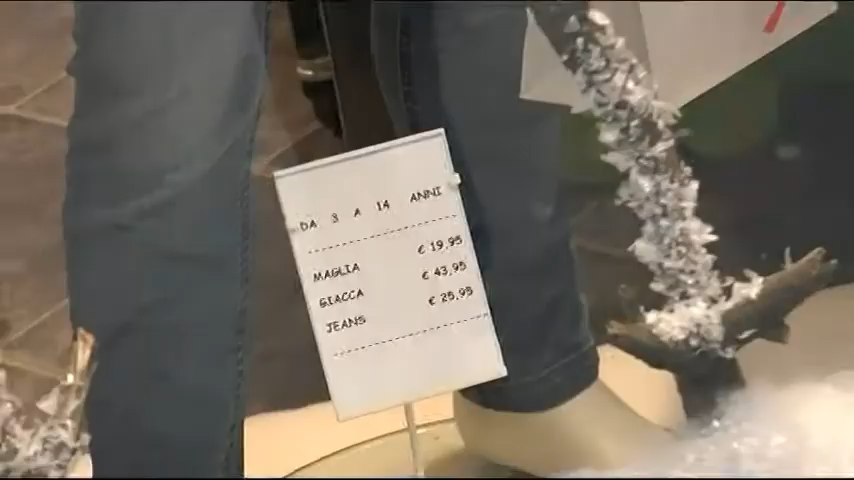 DA 3 A 14 ANNI
MAGLIA € 19,95
GIACCA € 43,95
JEANS € 25,95